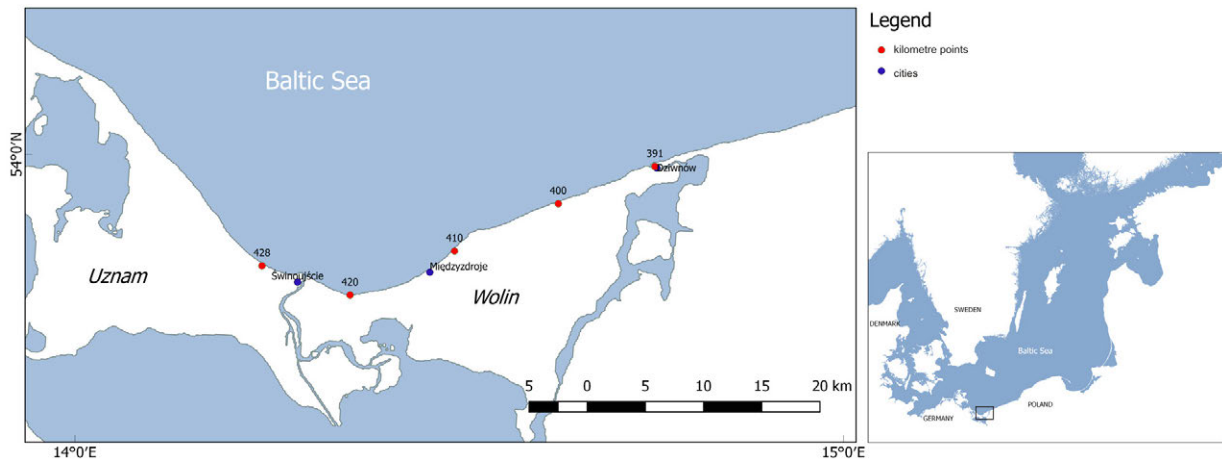 Legend
kilometre points
cities
Baltic Sea
54°0'N
391
Dziwnów
400
410
Międzyzdroje
428
Świnoujście
420
Uznam
Wolin
5 0 5 10 15 20 km
14°0'E
15°0'E
SWEDEN
DENMARK
Baltic Sea
POLAND
GERMANY